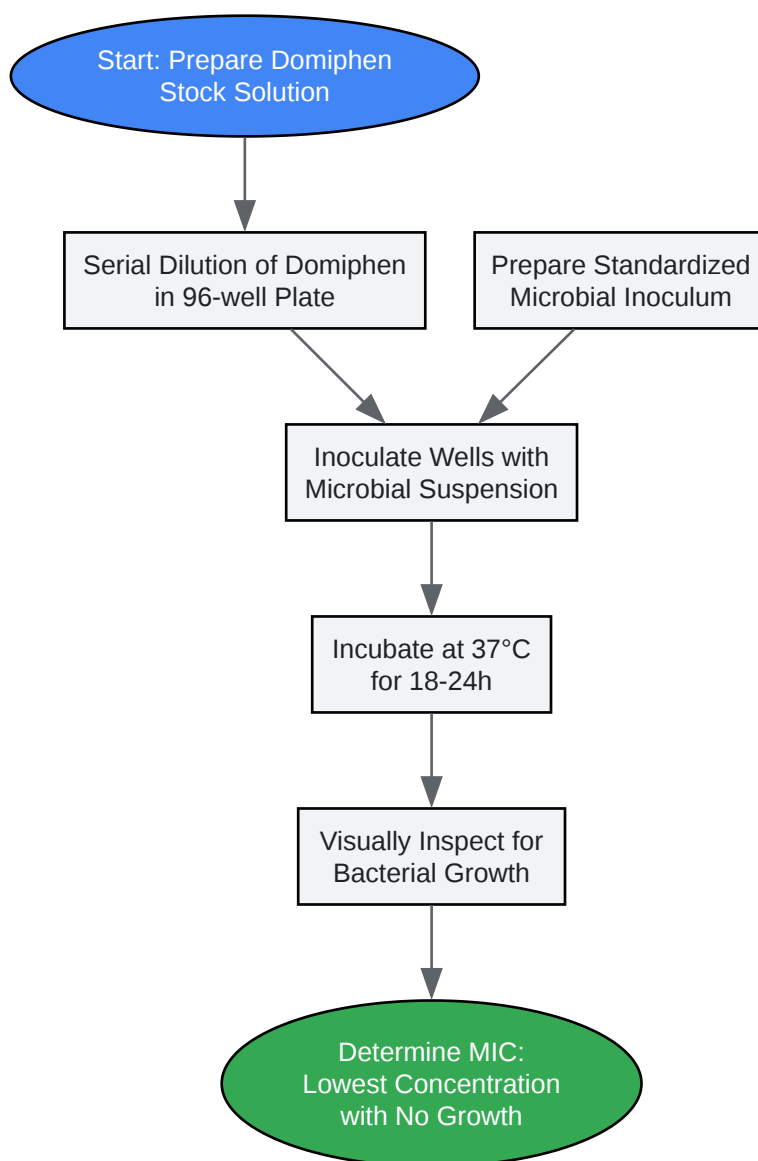 Start: Prepare Domiphen
Stock Solution
Serial Dilution of Domiphen
in 96-well Plate
Prepare Standardized
Microbial Inoculum
Inoculate Wells with
Microbial Suspension
Incubate at 37°C
for 18-24h
Visually Inspect for
Bacterial Growth
Determine MIC:
Lowest Concentration
with No Growth